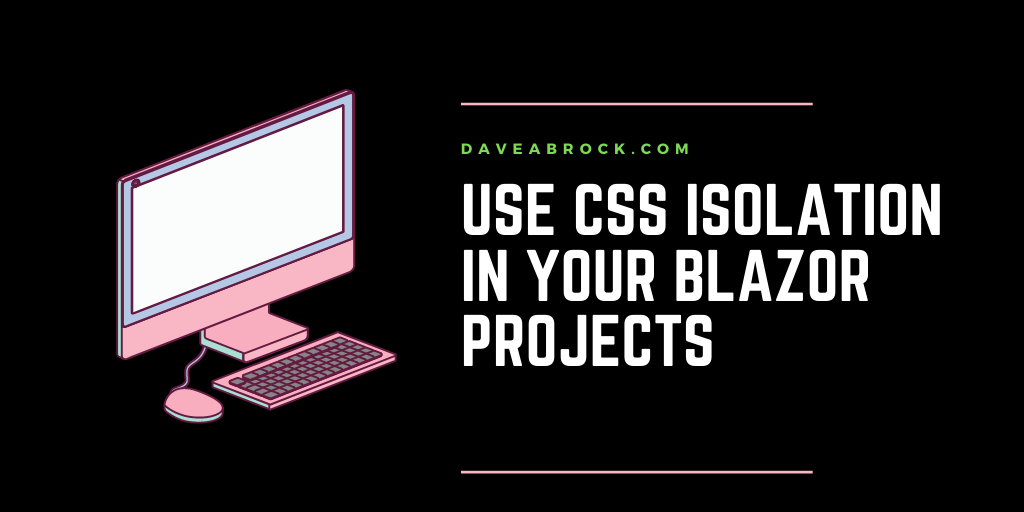 DAVEABROCK.COM
USE CSS ISOLATION
IN YOUR BLAZOR
PROJECTS